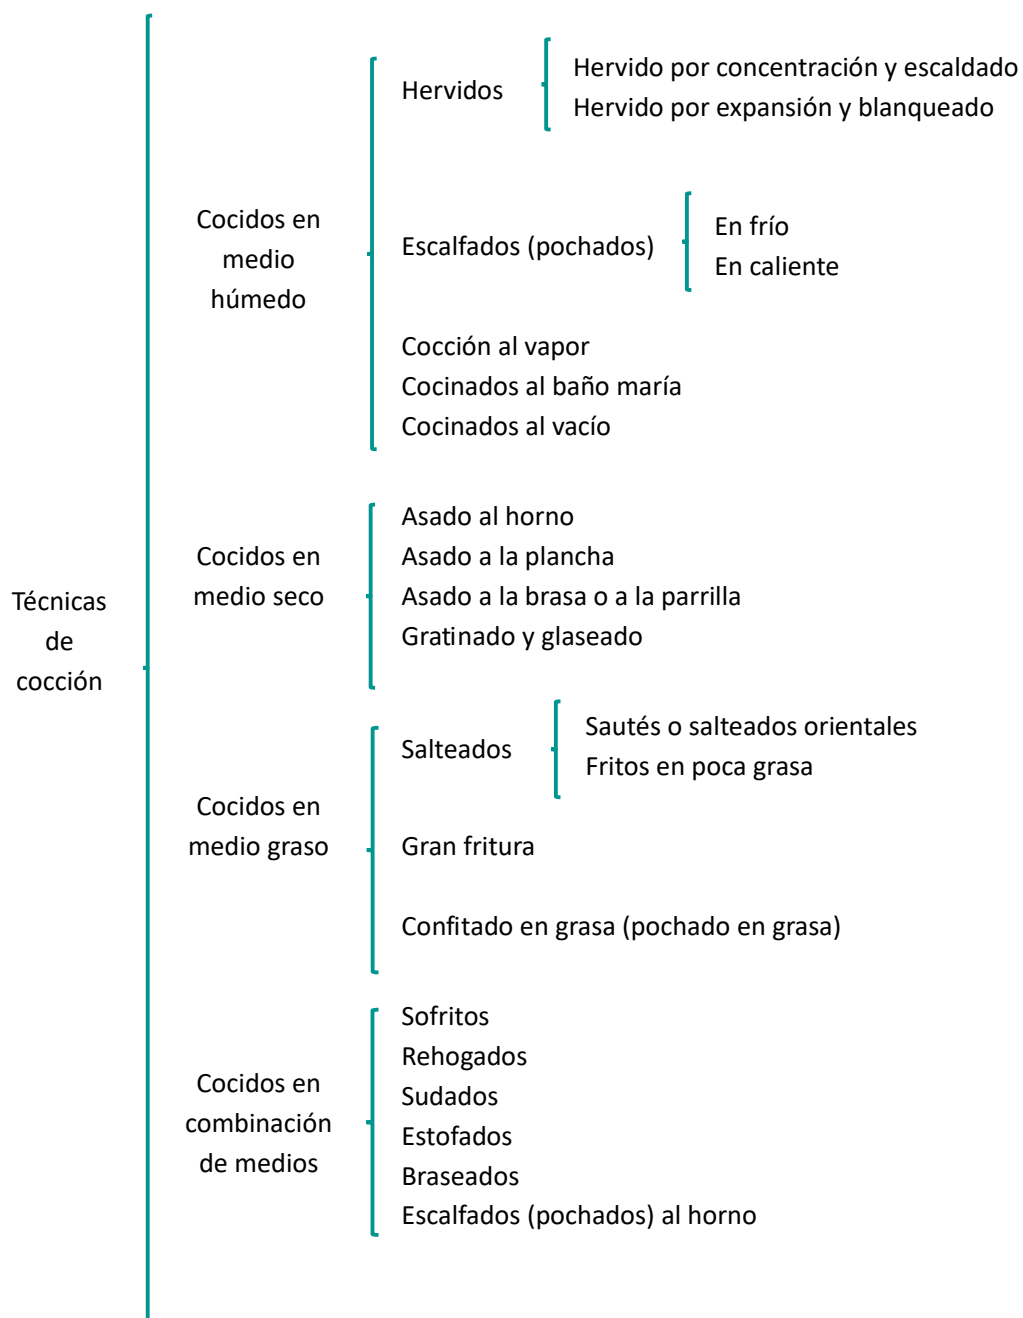 Técnicas
de
cocción
Cocidos en
medio
húmedo
Hervidos
Hervido por concentración y escaldado
Hervido por expansión y blanqueado
Escalfados (pochados)
En frío
En caliente
Cocción al vapor
Cocinados al baño maría
Cocinados al vacío
Cocidos en
medio seco
Asado al horno
Asado a la plancha
Asado a la brasa o a la parrilla
Gratinado y glaseado
Cocidos en
medio graso
Salteados
Sautés o salteados orientales
Fritos en poca grasa
Gran fritura
Confitado en grasa (pochado en grasa)
Cocidos en
combinación
de medios
Sofritos
Rehogados
Sudados
Estofados
Braseados
Escalfados (pochados) al horno